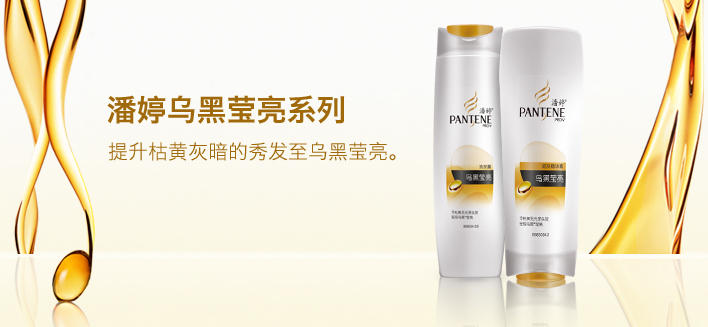 潘婷乌黑莹亮系列
提升枯黄灰暗的秀发至乌黑莹亮。
潘婷
PANTENE
PRO-V
乌黑莹亮
潘婷
PANTENE
PRO-V
乌黑莹亮